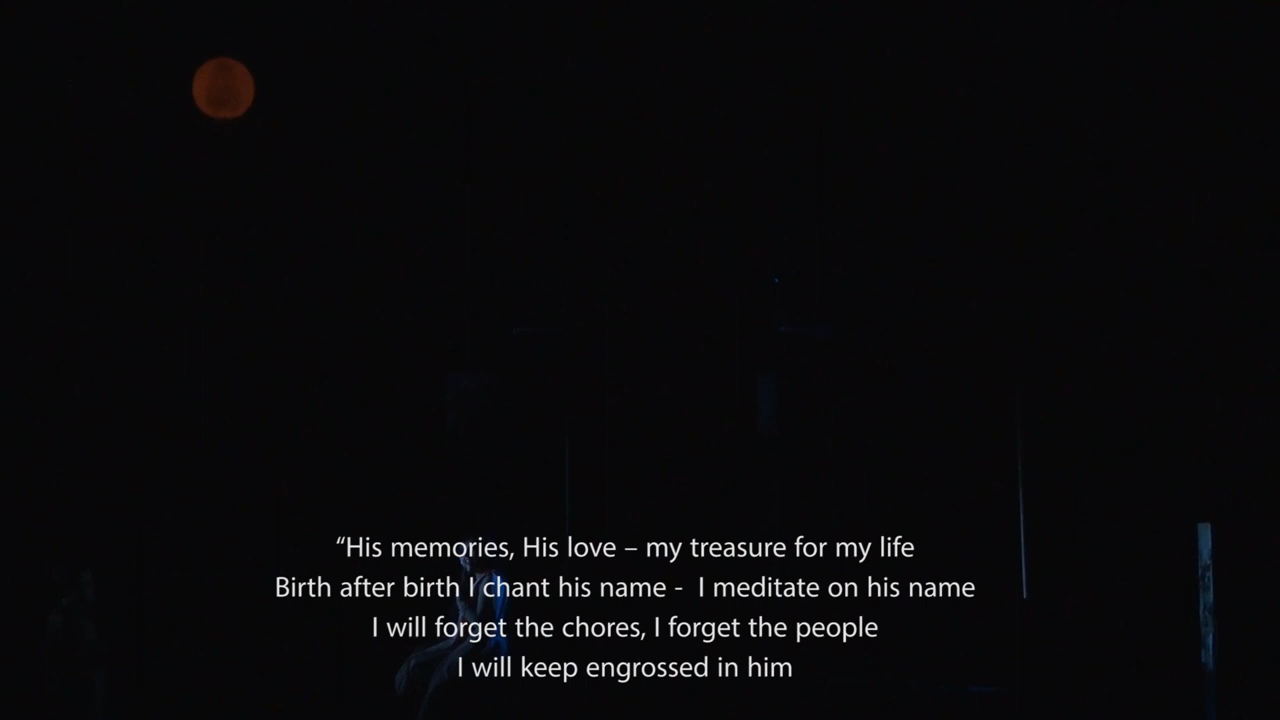 “His memories, His love – my treasure for my life
Birth after birth I chant his name -  I meditate on his name
I will forget the chores, I forget the people
I will keep engrossed in him